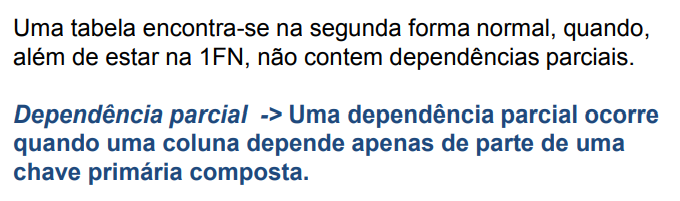 Uma tabela encontra-se na segunda forma normal, quando,
além de estar na 1FN, não contem dependências parciais.
Dependência parcial -> Uma dependência parcial ocorre
quando uma coluna depende apenas de parte de uma
chave primária composta.